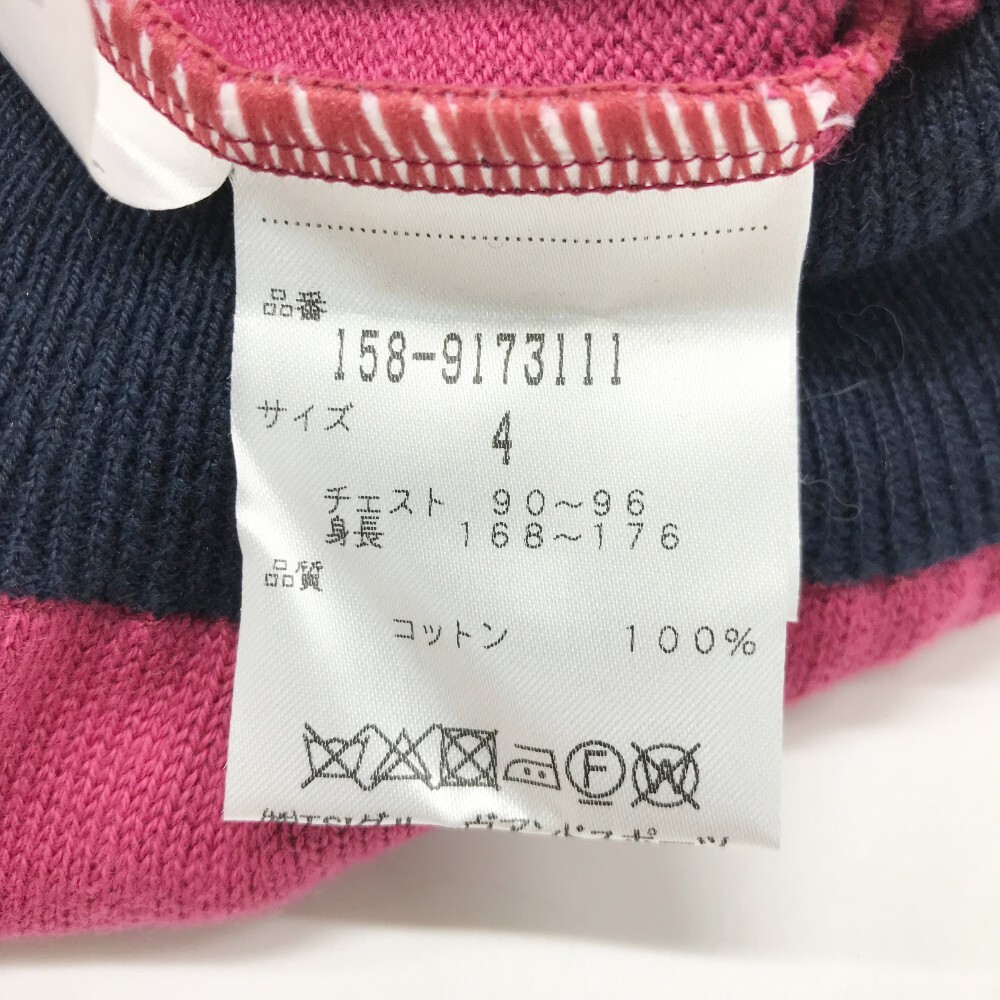 品番
158-9173111
サイズ
4
チェスト 90～96
身長 168～176
品質
コットン 100%
F
W